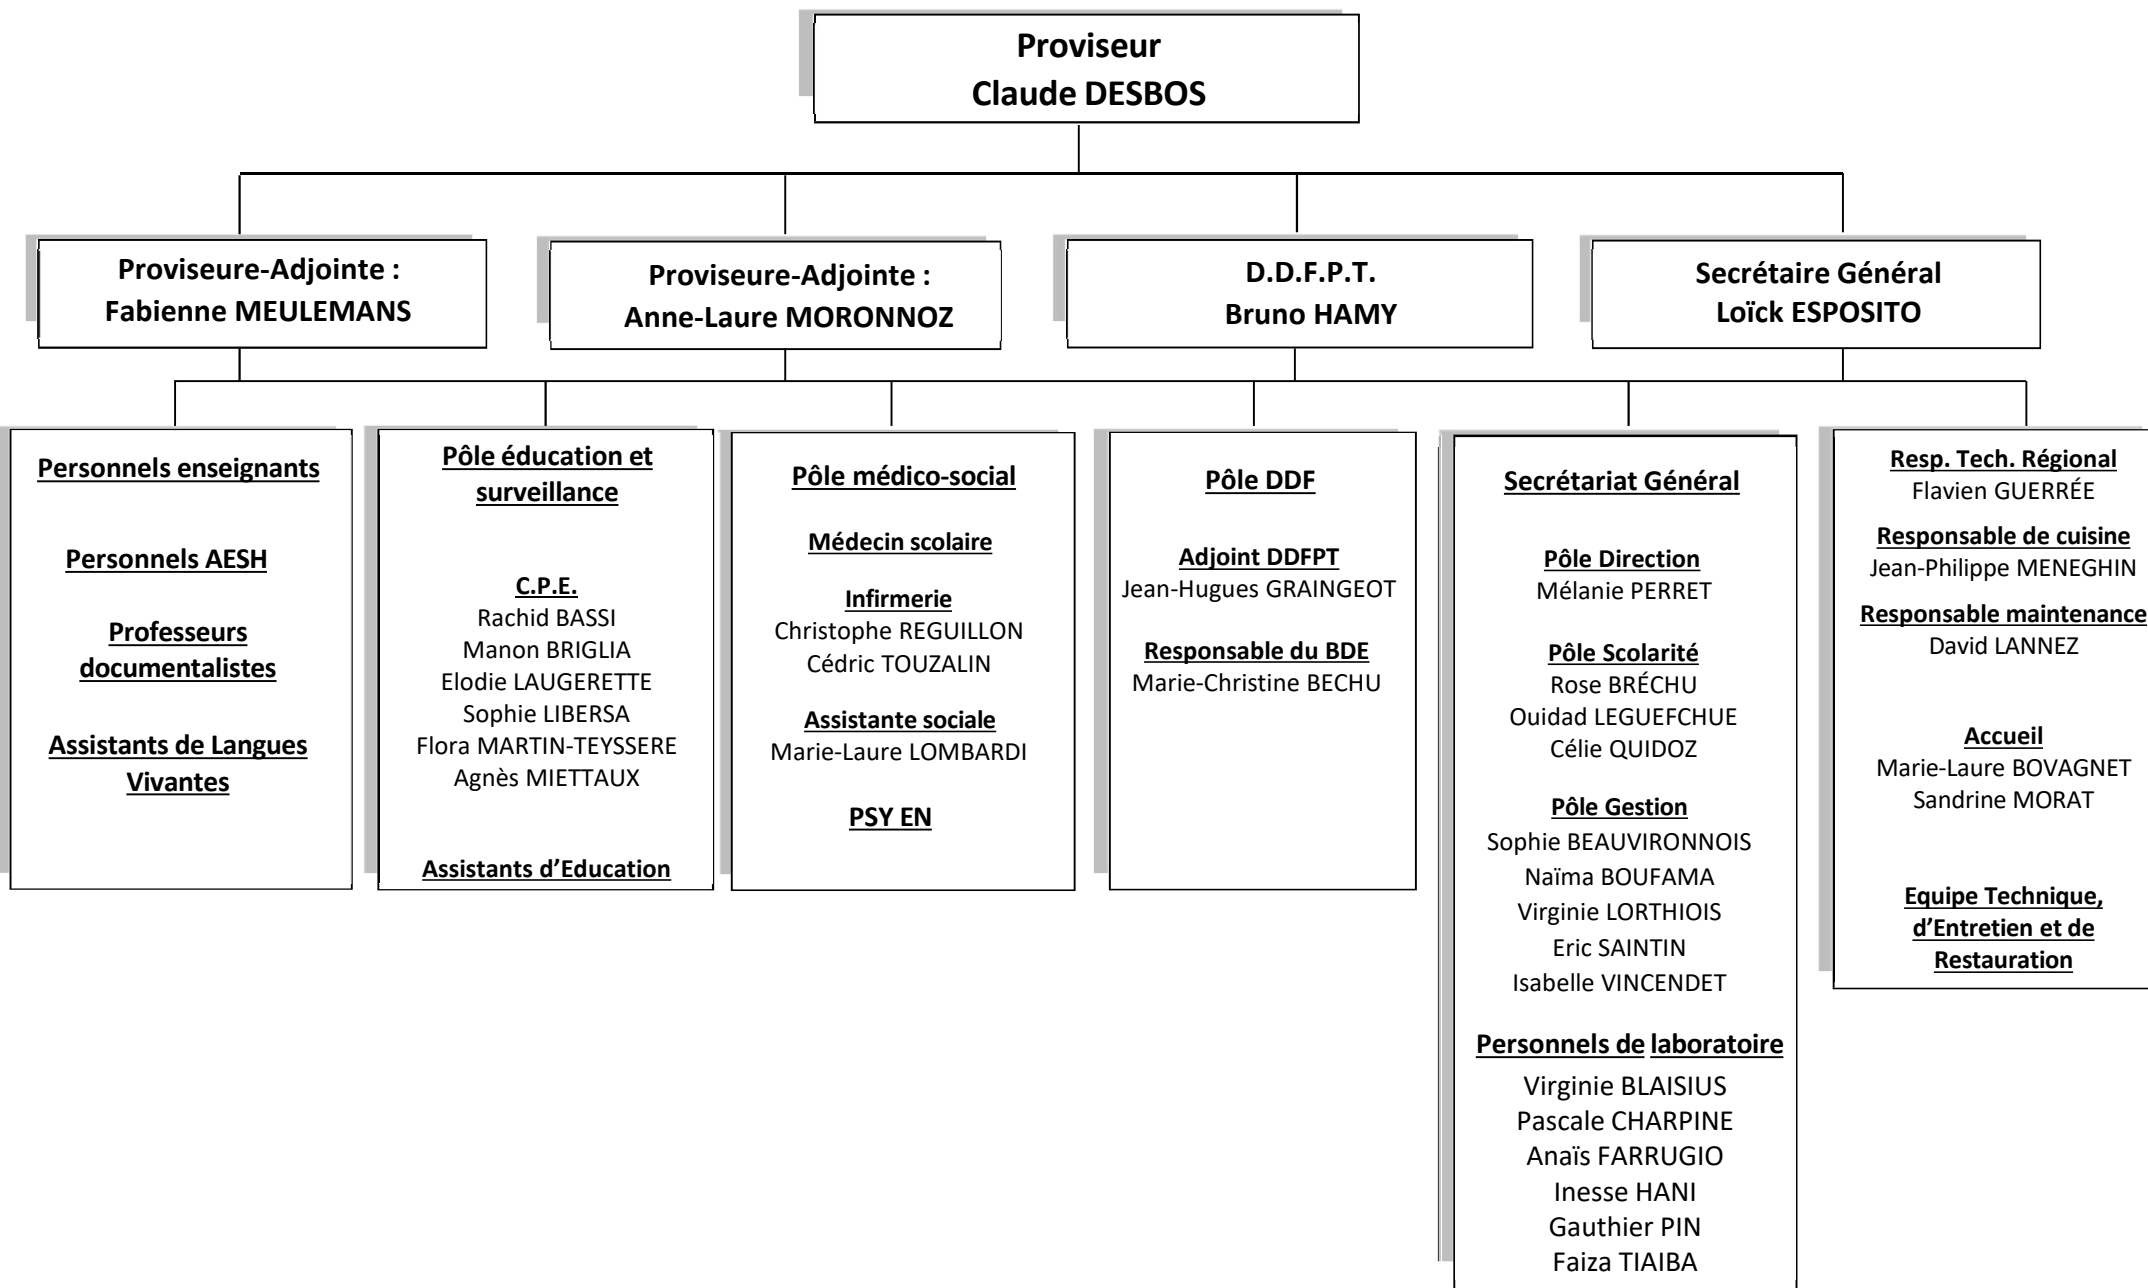 Proviseur
Claude DESBOS
Proviseure-Adjointe :
Fabienne MEULEMANS
Proviseure-Adjointe :
Anne-Laure MORONNOZ
D.D.F.P.T.
Bruno HAMY
Secrétaire Général
Loïck ESPOSITO
Personnels enseignants
Personnels AESH
Professeurs
documentalistes
Assistants de Langues
Vivantes
Pôle éducation et
surveillance
C.P.E.
Rachid BASSI
Manon BRIGLIA
Elodie LAUGERETTE
Sophie LIBERSA
Flora MARTIN-TEYSSERE
Agnès MIETTAUX
Assistants d’Education
Pôle médico-social
Médecin scolaire
Infirmerie
Christophe REGUILLON
Cédric TOUZALIN
Assistante sociale
Marie-Laure LOMBARDI
PSY EN
Pôle DDF
Adjoint DDFPT
Jean-Hugues GRAINGEOT
Responsable du BDE
Marie-Christine BECHU
Secrétariat Général
Pôle Direction
Mélanie PERRET
Pôle Scolarité
Rose BRÉCHU
Ouidad LEGUEFCHUE
Célie QUIDOZ
Pôle Gestion
Sophie BEAUVIRONNOIS
Naïma BOUFAMA
Virginie LORTHIOIS
Eric SAINTIN
Isabelle VINCENDET
Personnels de laboratoire
Virginie BLAISIUS
Pascale CHARPINE
Anaïs FARRUGIO
Inesse HANI
Gauthier PIN
Faiza TIAIBA
Resp. Tech. Régional
Flavien GUERRÉE
Responsable de cuisine
Jean-Philippe MENEGHIN
Responsable maintenance
David LANNEZ
Accueil
Marie-Laure BOVAGNET
Sandrine MORAT
Equipe Technique,
d’Entretien et de
Restauration